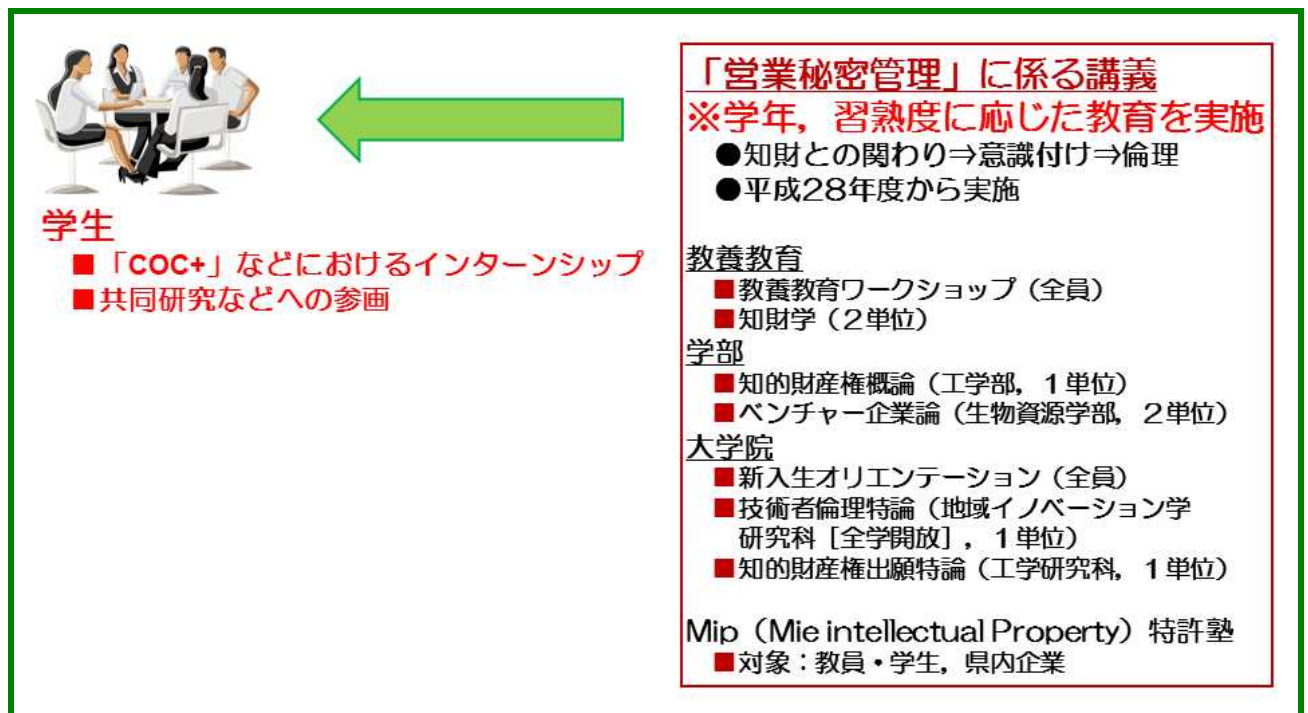 学生
■「COC+」などにおけるインターンシップ
■共同研究などへの参画
「営業秘密管理」に係る講義
※学年，習熟度に応じた教育を実施
●知財との関わり⇒意識付け⇒倫理
●平成28年度から実施
教養教育
■教養教育ワークショップ（全員）
■知財学（２単位）
学部
■知的財産権概論（工学部，１単位）
■ベンチャー企業論（生物資源学部，２単位）
大学院
■新入生オリエンテーション（全員）
■技術者倫理特論（地域イノベーション学
研究科［全学開放］，１単位）
■知的財産権出願特論（工学研究科，１単位）
Mip（Mie intellectual Property）特許塾
■対象：教員・学生，県内企業